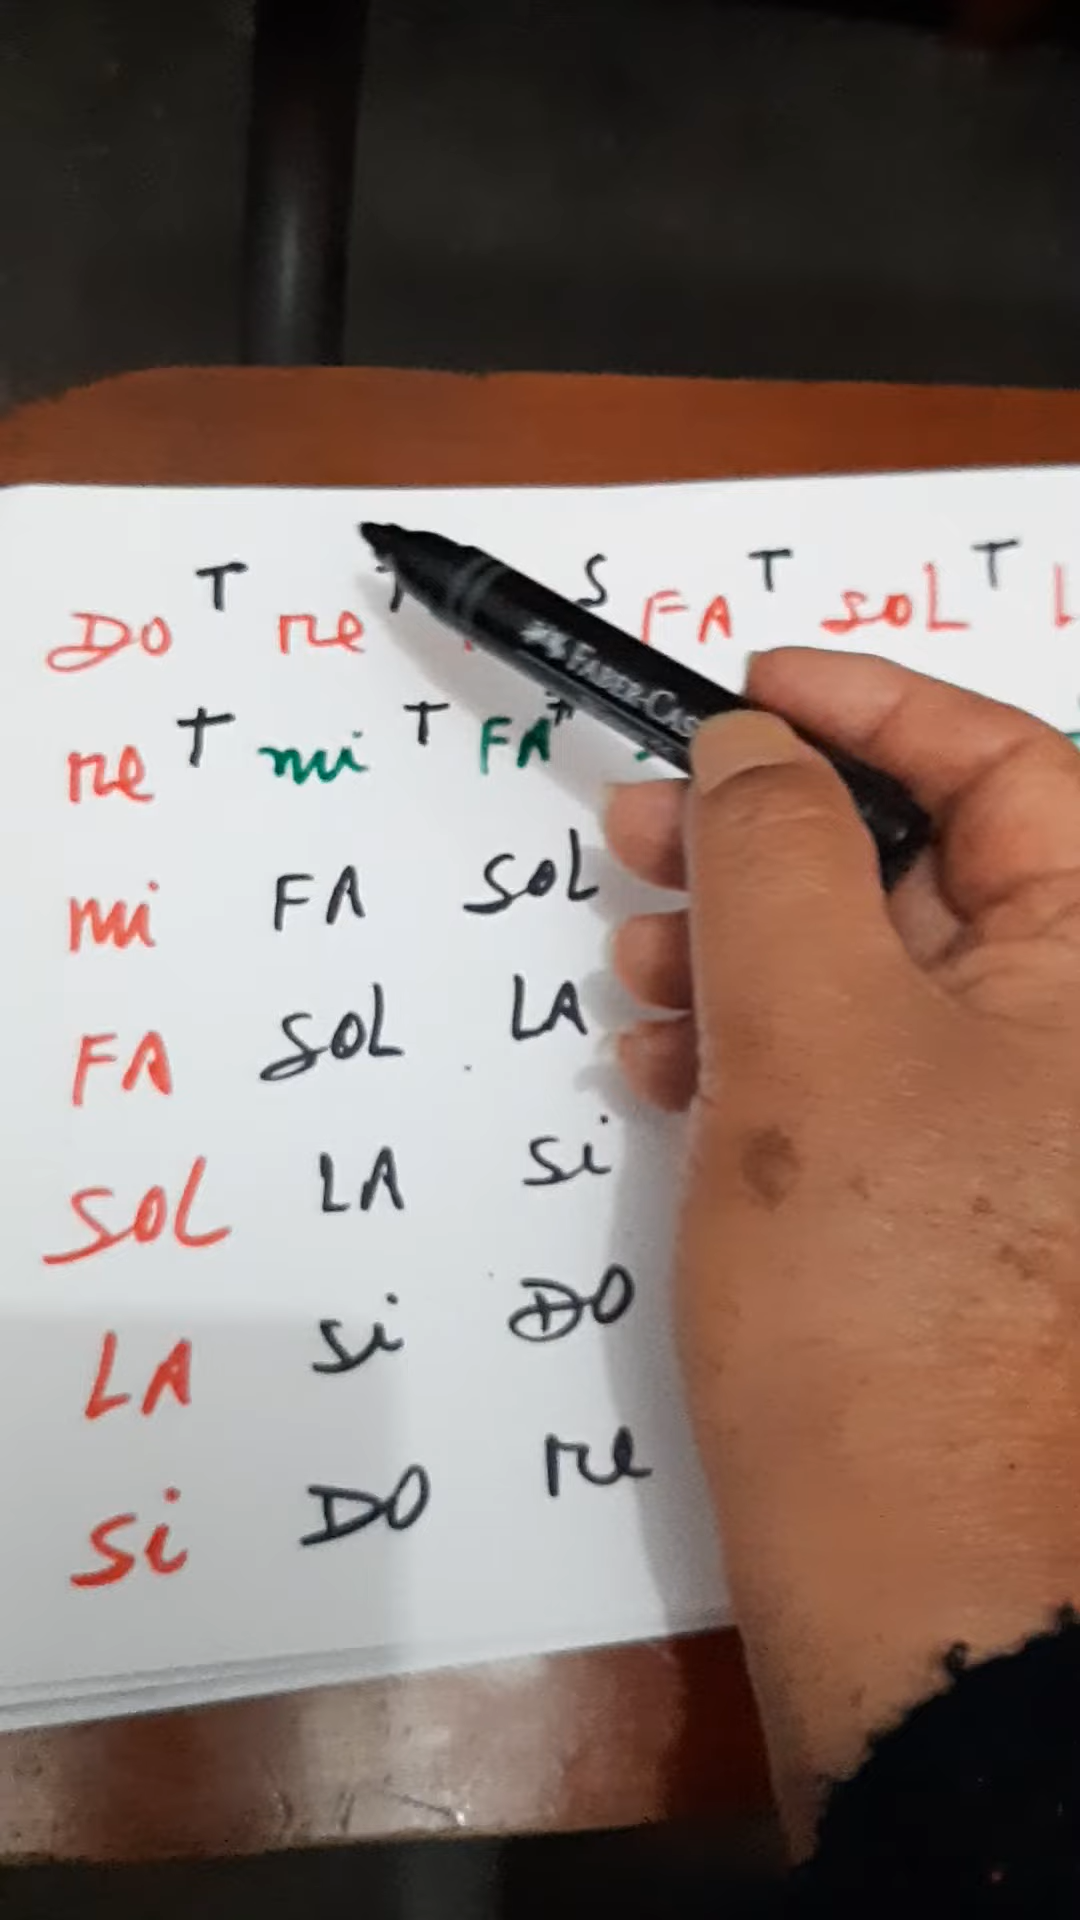 T T S T T
DO re FA SOL L
T T #
re mi FA
mi FA SOL
FA SOL LA
SOL LA Si
LA Si DO
Si DO re
FABER-CAS